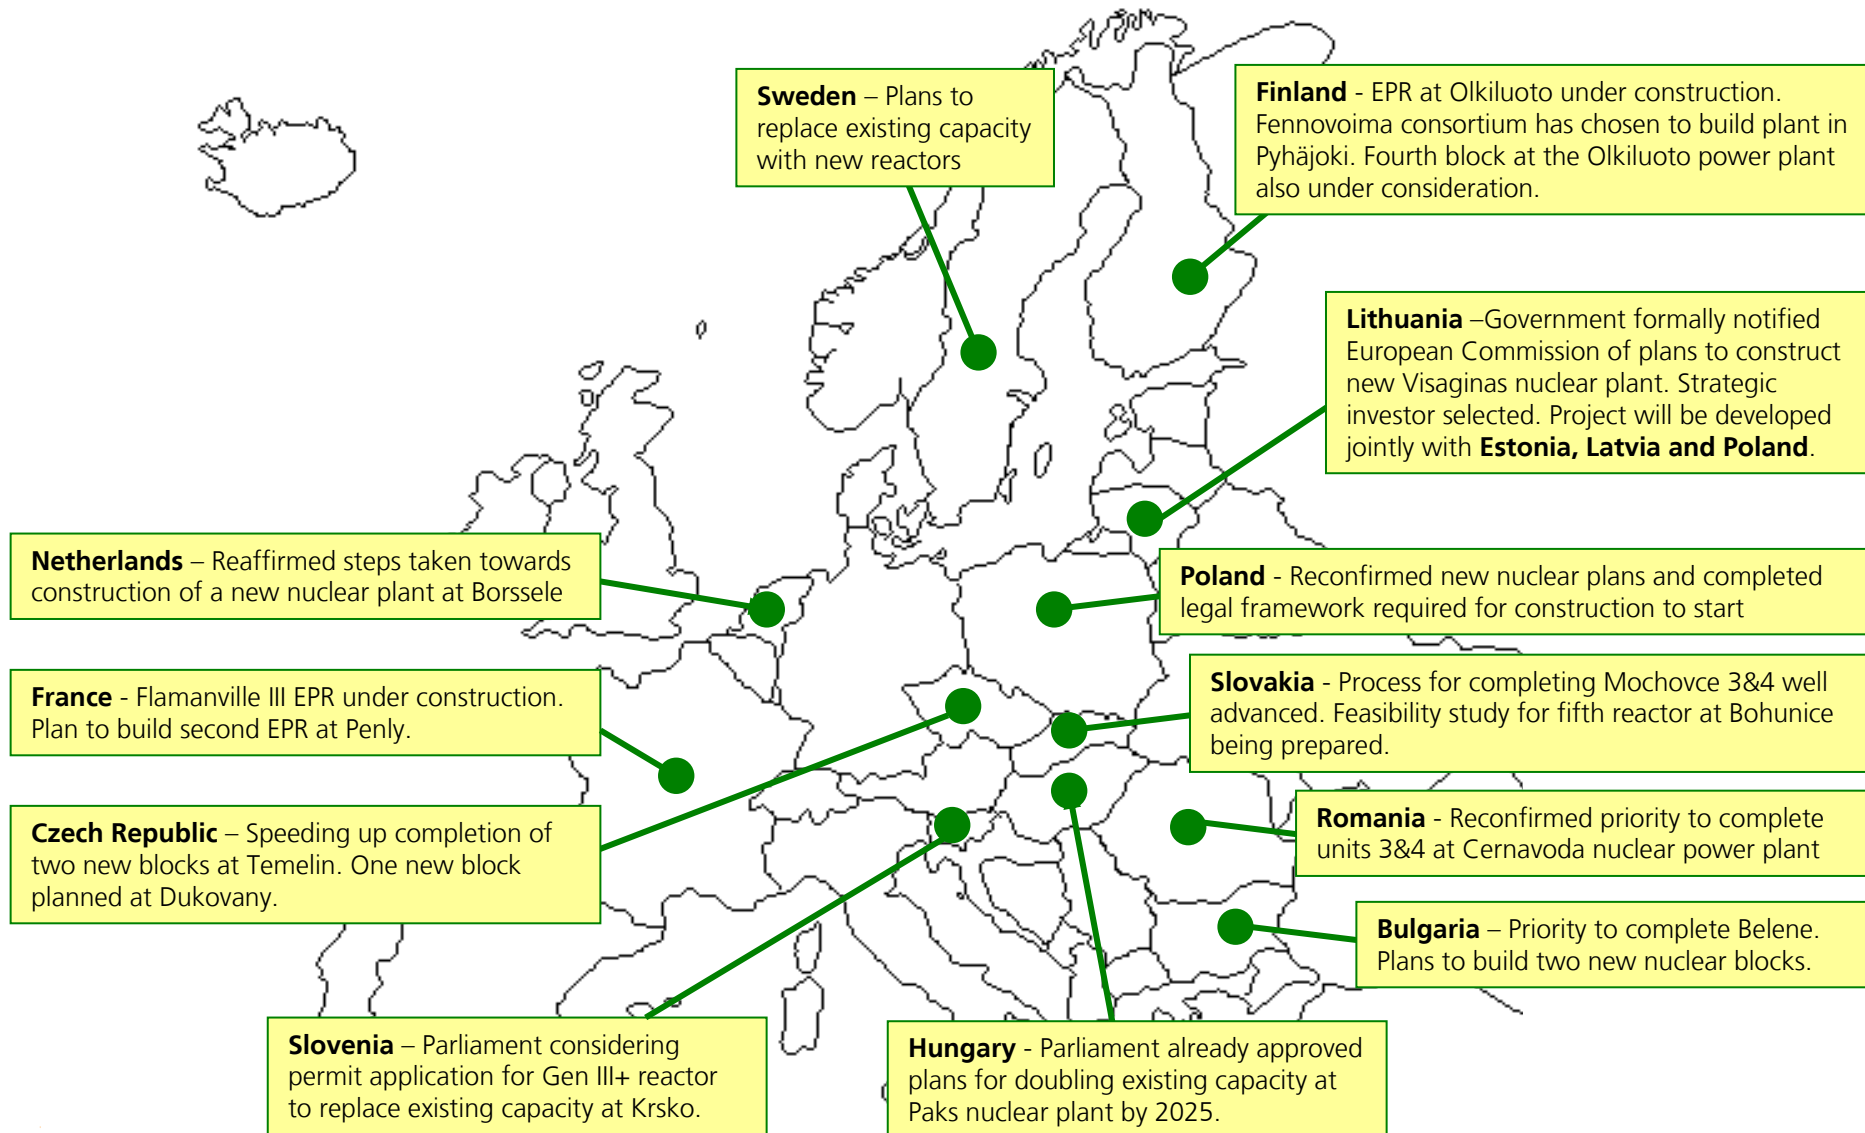 Sweden – Plans to
replace existing capacity
with new reactors
Finland - EPR at Olkiluoto under construction.
Fennovoima consortium has chosen to build plant in
Pyhäjoki. Fourth block at the Olkiluoto power plant
also under consideration.
Lithuania –Government formally notified
European Commission of plans to construct
new Visaginas nuclear plant. Strategic
investor selected. Project will be developed
jointly with Estonia, Latvia and Poland.
Netherlands – Reaffirmed steps taken towards
construction of a new nuclear plant at Borssele
Poland - Reconfirmed new nuclear plans and completed
legal framework required for construction to start
France - Flamanville III EPR under construction.
Plan to build second EPR at Penly.
Slovakia - Process for completing Mochovce 3&4 well
advanced. Feasibility study for fifth reactor at Bohunice
being prepared.
Czech Republic – Speeding up completion of
two new blocks at Temelin. One new block
planned at Dukovany.
Romania - Reconfirmed priority to complete
units 3&4 at Cernavoda nuclear power plant
Bulgaria – Priority to complete Belene.
Plans to build two new nuclear blocks.
Slovenia – Parliament considering
permit application for Gen III+ reactor
to replace existing capacity at Krsko.
Hungary - Parliament already approved
plans for doubling existing capacity at
Paks nuclear plant by 2025.